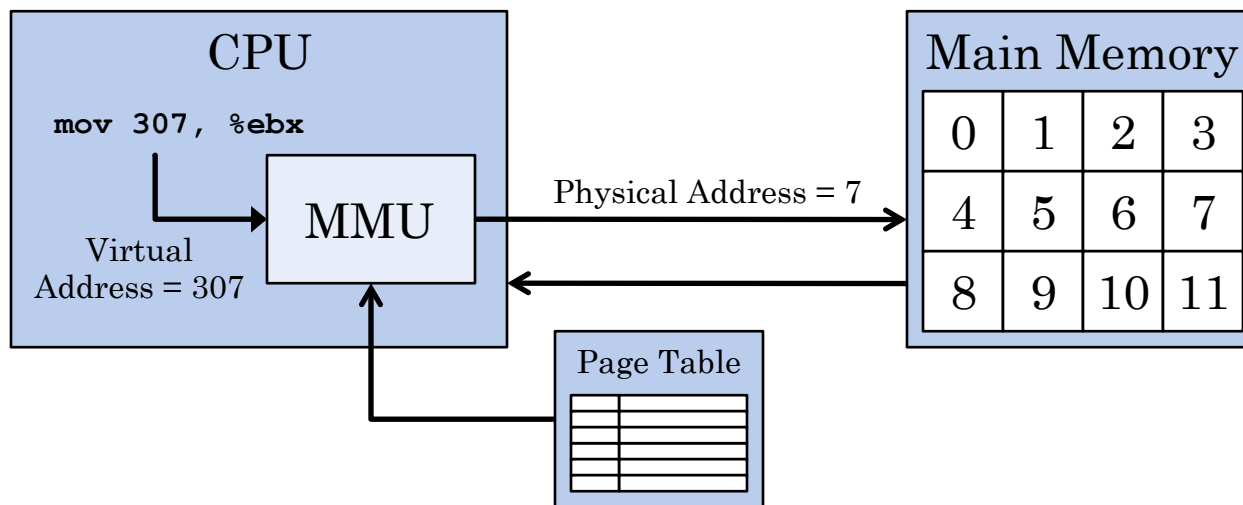 CPU
mov 307, %ebx
MMU
Virtual
Address = 307
Physical Address = 7
Main Memory
0 1 2 3
4 5 6 7
8 9 10 11
Page Table